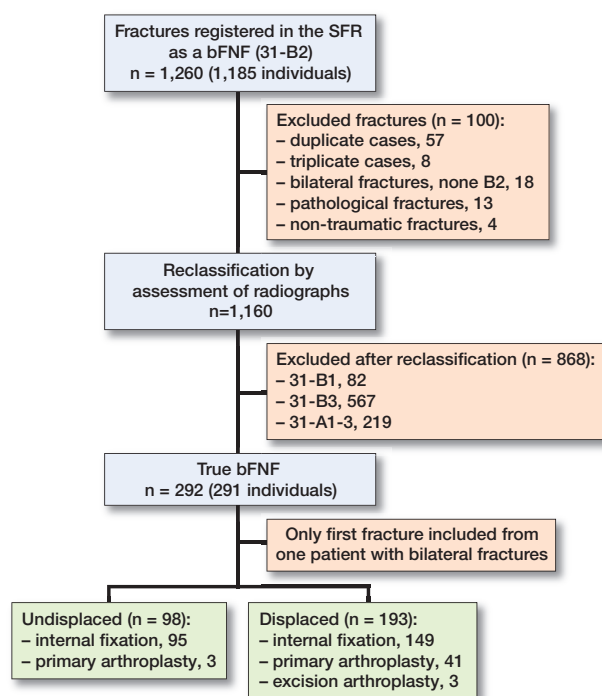 Fractures registered in the SFR
as a bFNF (31-B2)
n = 1,260 (1,185 individuals)
Excluded fractures (n = 100):
– duplicate cases, 57
– triplicate cases, 8
– bilateral fractures, none B2, 18
– pathological fractures, 13
– non-traumatic fractures, 4
Reclassification by
assessment of radiographs
n=1,160
Excluded after reclassification (n = 868):
– 31-B1, 82
– 31-B3, 567
– 31-A1-3, 219
True bFNF
n = 292 (291 individuals)
Only first fracture included from
one patient with bilateral fractures
Undisplaced (n = 98):
– internal fixation, 95
– primary arthroplasty, 3
Displaced (n = 193):
– internal fixation, 149
– primary arthroplasty, 41
– excision arthroplasty, 3